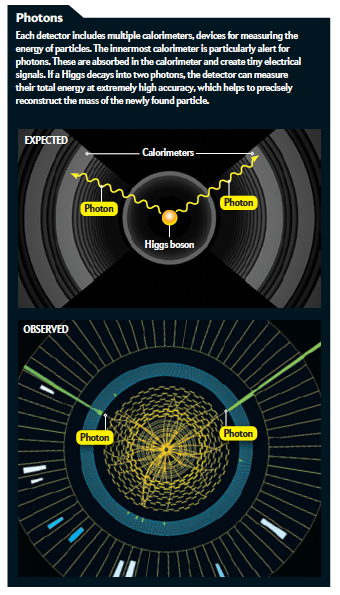 Photons
Each detector includes multiple calorimeters, devices for measuring the
energy of particles. The innermost calorimeter is particularly alert for
photons. These are absorbed in the calorimeter and create tiny electrical
signals. If a Higgs decays into two photons, the detector can measure
their total energy at extremely high accuracy, which helps to precisely
reconstruct the mass of the newly found particle.
EXPECTED
Calorimeters
Photon
Photon
Higgs boson
OBSERVED
Photon
Photon